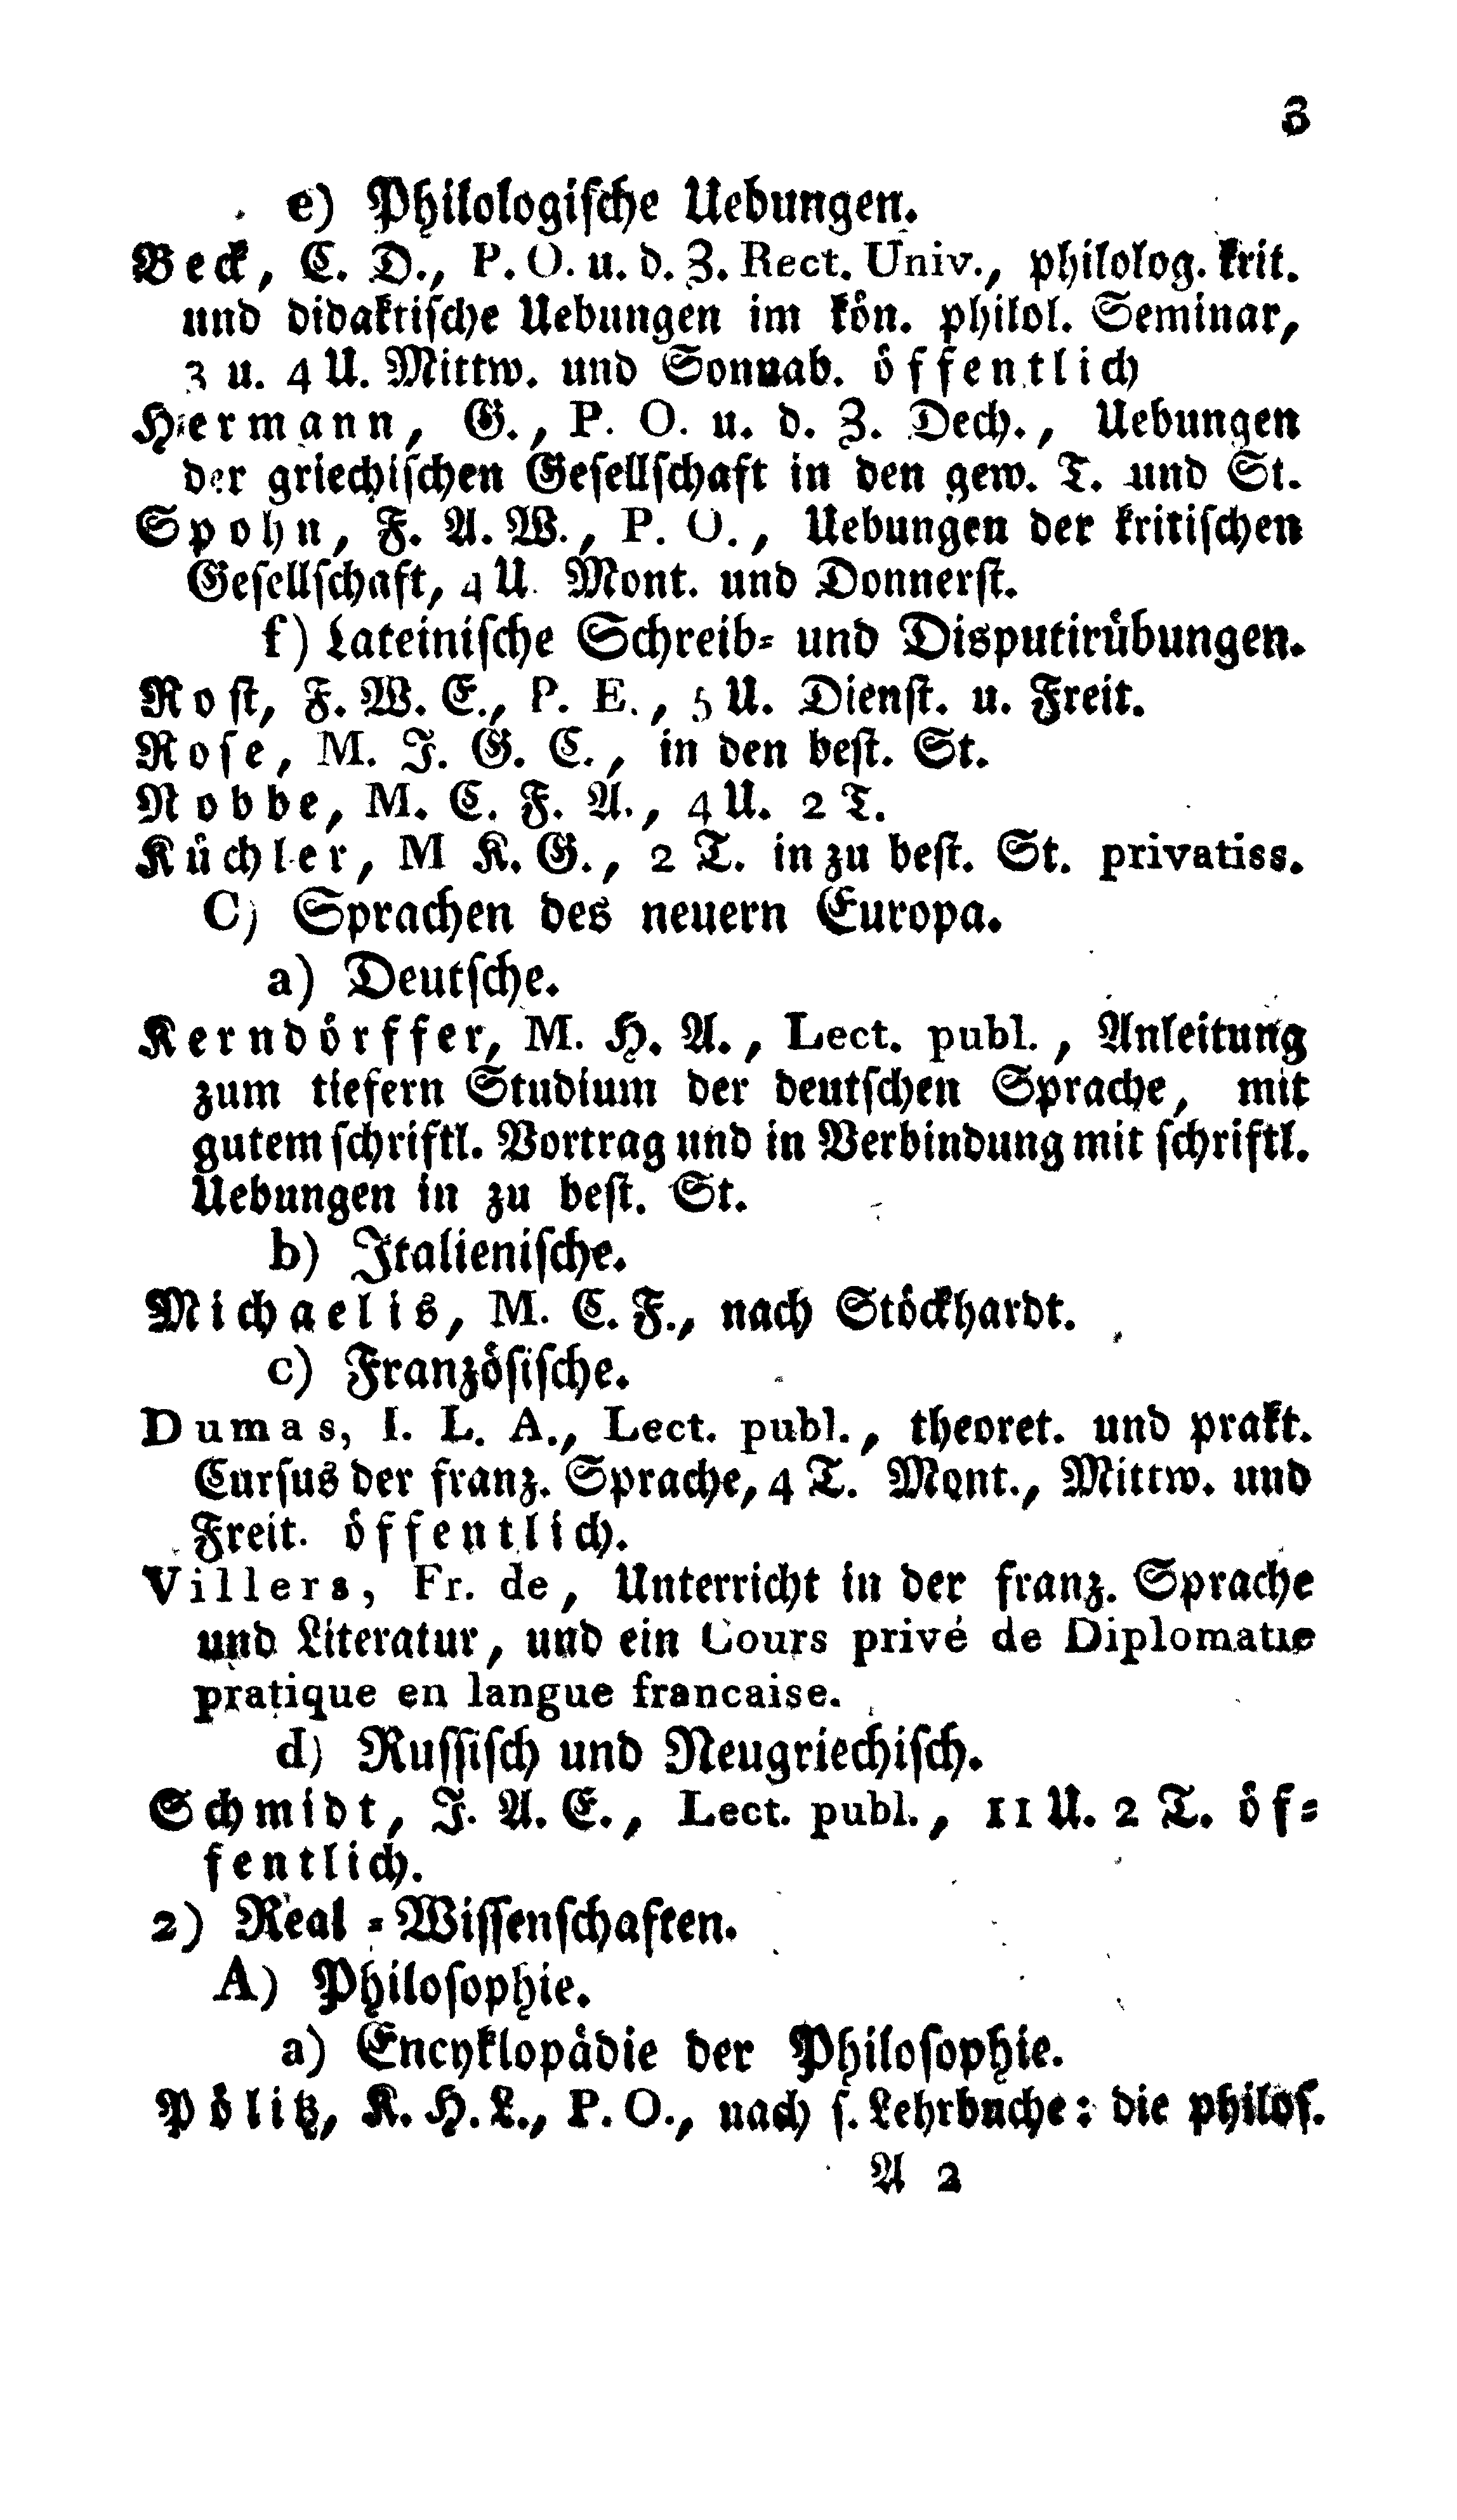 3
e) Philologische Uebungen.
Beck, C. D., P. O. u. d. Z. Rect. Univ., philolog. krit.
und didaktische Uebungen im kön. philol. Seminar,
3 u. 4 U. Mittw. und Sonnab. öffentlich
Hermann, G., P. O. u. d. Z. Dech., Uebungen
der griechischen Gesellschaft in den gew. T. und St.
Spohn, F. A. W., P. O., Uebungen der kritischen
Gesellschaft, 4 U. Mont. und Donnerst.
f) Lateinische Schreib- und Disputirübungen.
Rost, F. W. E., P. E., 5 U. Dienst. u. Freit.
Rose, M. J. G. C., in den best. St.
Nobbe, M. C. F. A., 4 U. 2 T.
Küchler, M K. G., 2 T. in zu best. St. privatiss.
C) Sprachen des neuern Europa.
a) Deutsche.
Kerndörffer, M. H. A., Lect. publ., Anleitung
zum tiefern Studium der deutschen Sprache, mit
gutem schriftl. Vortrag und in Verbindung mit schriftl.
Uebungen in zu best. St.
b) Italienische.
Michaelis, M. C. F., nach Stöckhardt.
c) Französische.
Dumas, I. L. A., Lect. publ., theoret. und prakt.
Cursus der franz. Sprache, 4 T. Mont., Mittw. und
Freit. öffentlich.
Villers, Fr. de, Unterricht in der franz. Sprache
und Literatur, und ein Cours privé de Diplomatie
pratique en langue francaise.
d) Russisch und Neugriechisch.
Schmidt, J. A. E., Lect. publ., 11 U. 2 T. öf-
fentlich.
2) Real-Wissenschaften.
A) Philosophie.
a) Encyklopädie der Philosophie.
Pölitz, K. H. L., P. O., nach s. Lehrbuche: die philos.
A 2